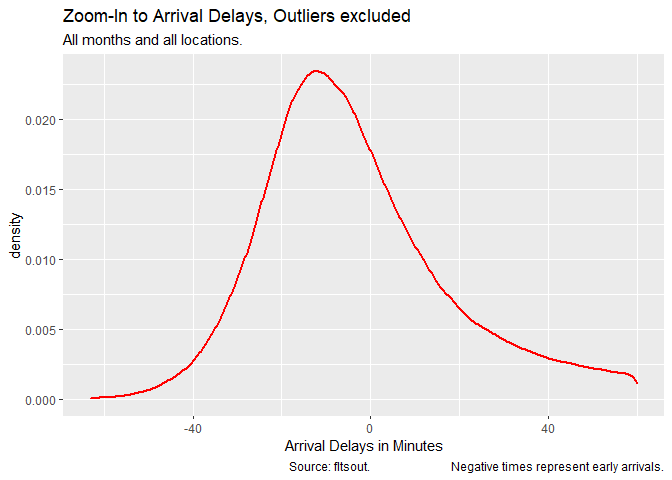 Zoom-In to Arrival Delays, Outliers excluded
All months and all locations.
0.020
0.015
0.010
0.005
0.000
density
-40
0
40
Arrival Delays in Minutes
Source: fltsout.
Negative times represent early arrivals.